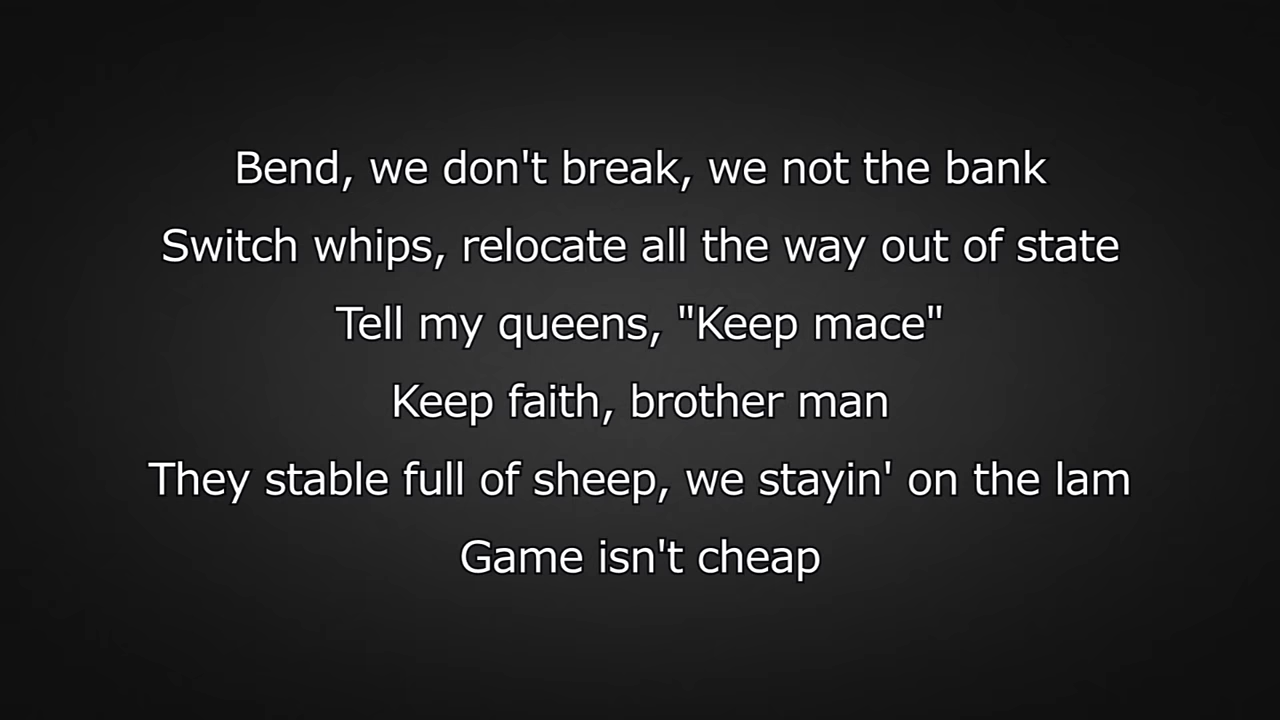 Bend, we don't break, we not the bank
Switch whips, relocate all the way out of state
Tell my queens, "Keep mace"
Keep faith, brother man
They stable full of sheep, we stayin' on the lam
Game isn't cheap